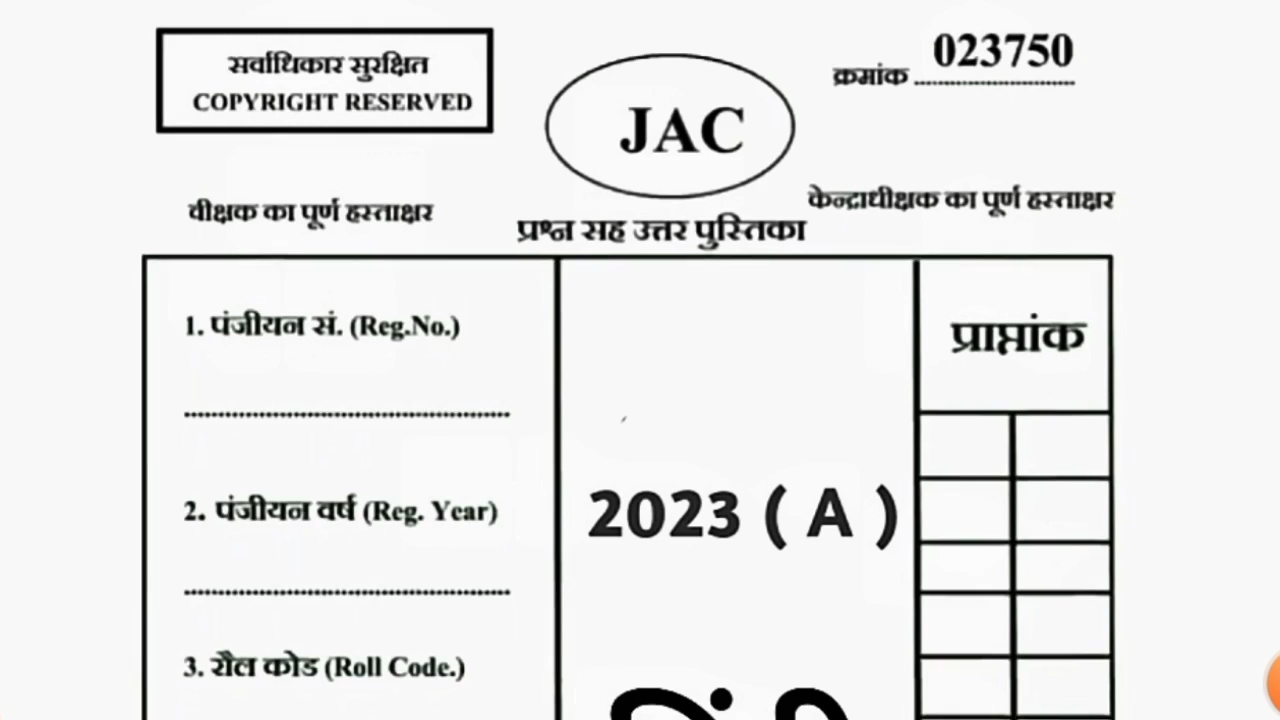 सर्वाधिकार सुरक्षित
COPYRIGHT RESERVED
JAC
क्रमांक 023750
वीक्षक का पूर्ण हस्ताक्षर
प्रश्न सह उत्तर पुस्तिका
केन्द्राधीक्षक का पूर्ण हस्ताक्षर
1. पंजीयन सं. (Reg.No.)
2. पंजीयन वर्ष (Reg. Year)
3. रौल कोड (Roll Code.)
2023 ( A )
प्राप्तांक